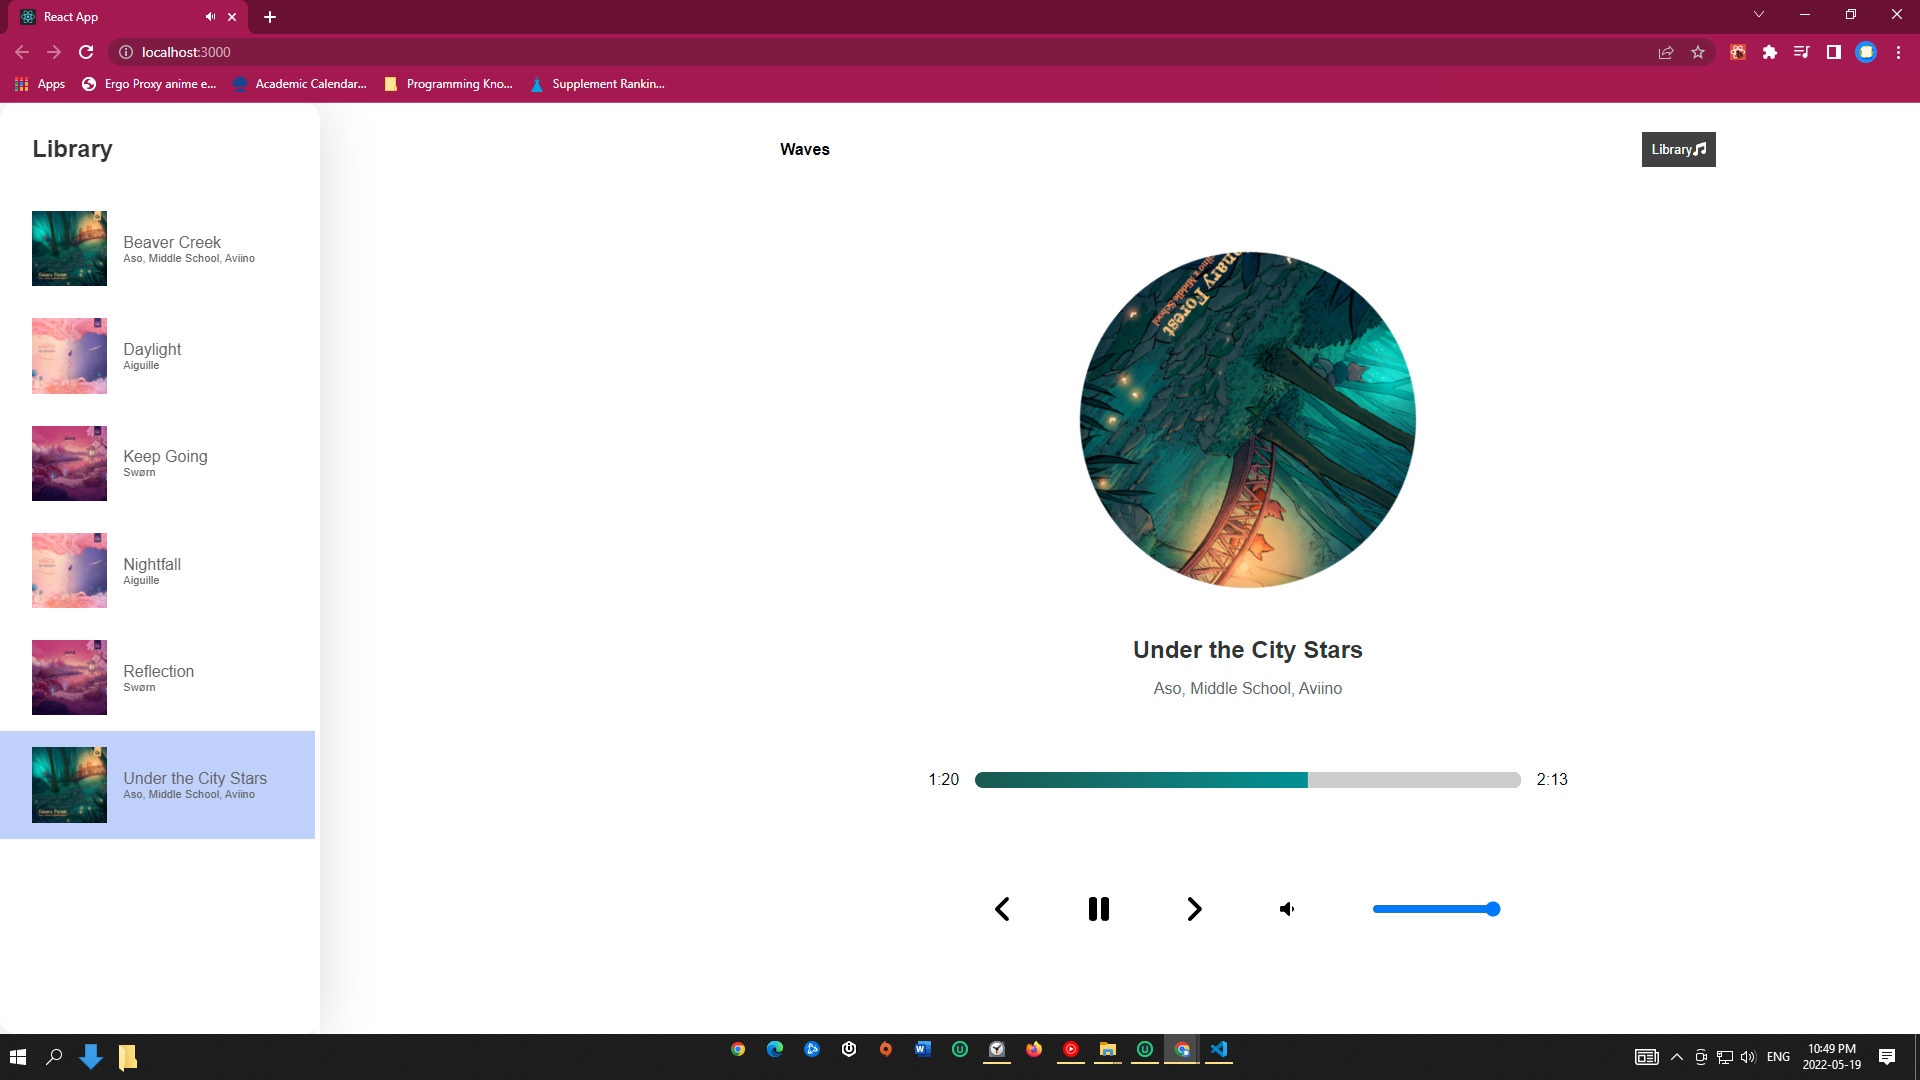 React App
localhost:3000
Apps
Ergo Proxy anime e...
Academic Calendar...
Programming Kno...
Supplement Rankin...
Library
Waves
Library
Beaver Creek
Aso, Middle School, Aviino
Daylight
Aiguille
Keep Going
Swørn
Nightfall
Aiguille
Reflection
Swørn
Under the City Stars
Aso, Middle School, Aviino
Under the City Stars
Aso, Middle School, Aviino
1:20
2:13
ENG
10:49 PM
2022-05-19